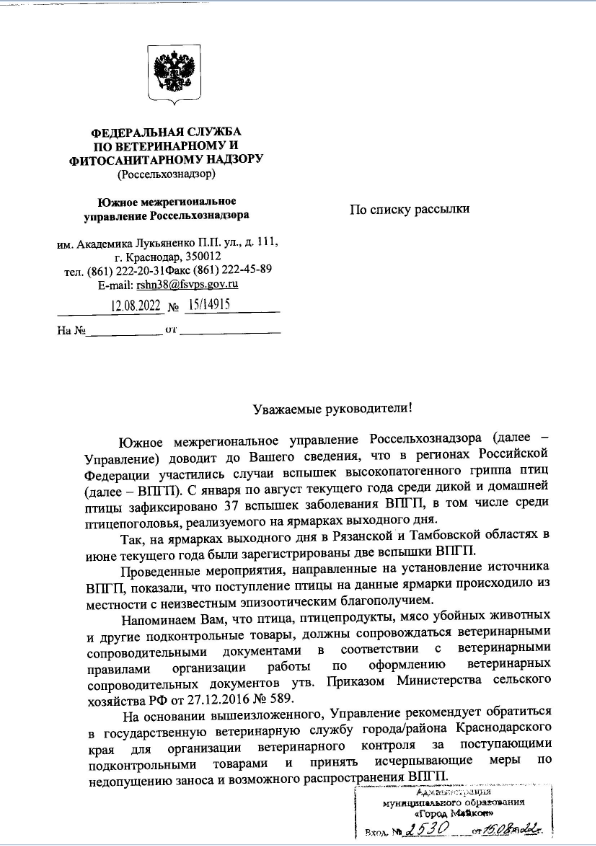 ФЕДЕРАЛЬНАЯ СЛУЖБА
ПО ВЕТЕРИНАРНОМУ И
ФИТОСАНИТАРНОМУ НАДЗОРУ
(Россельхознадзор)
Южное межрегиональное
управление Россельхознадзора
им. Академика Лукьяненко П.П. ул., д. 111,
г. Краснодар, 350012
тел. (861) 222-20-31Факс (861) 222-45-89
E-mail: rshn38@fsvps.gov.ru
12.08.2022 № 15/14915
На № от
По списку рассылки
Уважаемые руководители!
Южное межрегиональное управление Россельхознадзора (далее –
Управление) доводит до Вашего сведения, что в регионах Российской
Федерации участились случаи вспышек высокопатогенного гриппа птиц
(далее – ВПГП). С января по август текущего года среди дикой и домашней
птицы зафиксировано 37 вспышек заболевания ВПГП, в том числе среди
птицепоголовья, реализуемого на ярмарках выходного дня.
Так, на ярмарках выходного дня в Рязанской и Тамбовской областях в
июне текущего года были зарегистрированы две вспышки ВПГП.
Проведенные мероприятия, направленные на установление источника
ВПГП, показали, что поступление птицы на данные ярмарки происходило из
местности с неизвестным эпизоотическим благополучием.
Напоминаем Вам, что птица, птицепродукты, мясо убойных животных
и другие подконтрольные товары, должны сопровождаться ветеринарными
сопроводительными документами в соответствии с ветеринарными
правилами организации работы по оформлению ветеринарных
сопроводительных документов утв. Приказом Министерства сельского
хозяйства РФ от 27.12.2016 № 589.
На основании вышеизложенного, Управление рекомендует обратиться
в государственную ветеринарную службу города/района Краснодарского
края для организации ветеринарного контроля за поступающими
подконтрольными товарами и принять исчерпывающие меры по
недопущению заноса и возможного распространения ВПГП.
Администрация
муниципального образования
«Город Майкоп»
Вход. № 2530 от 15.08.22г.